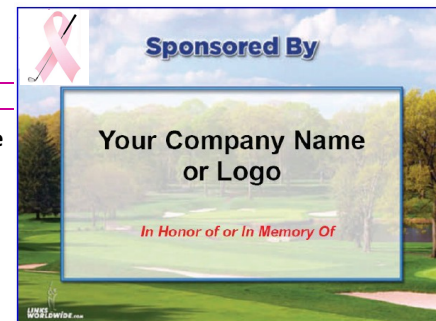 Sponsored By
e
Your Company Name
or Logo
In Honor of or In Memory Of
LINKS
WORLDWIDE.com